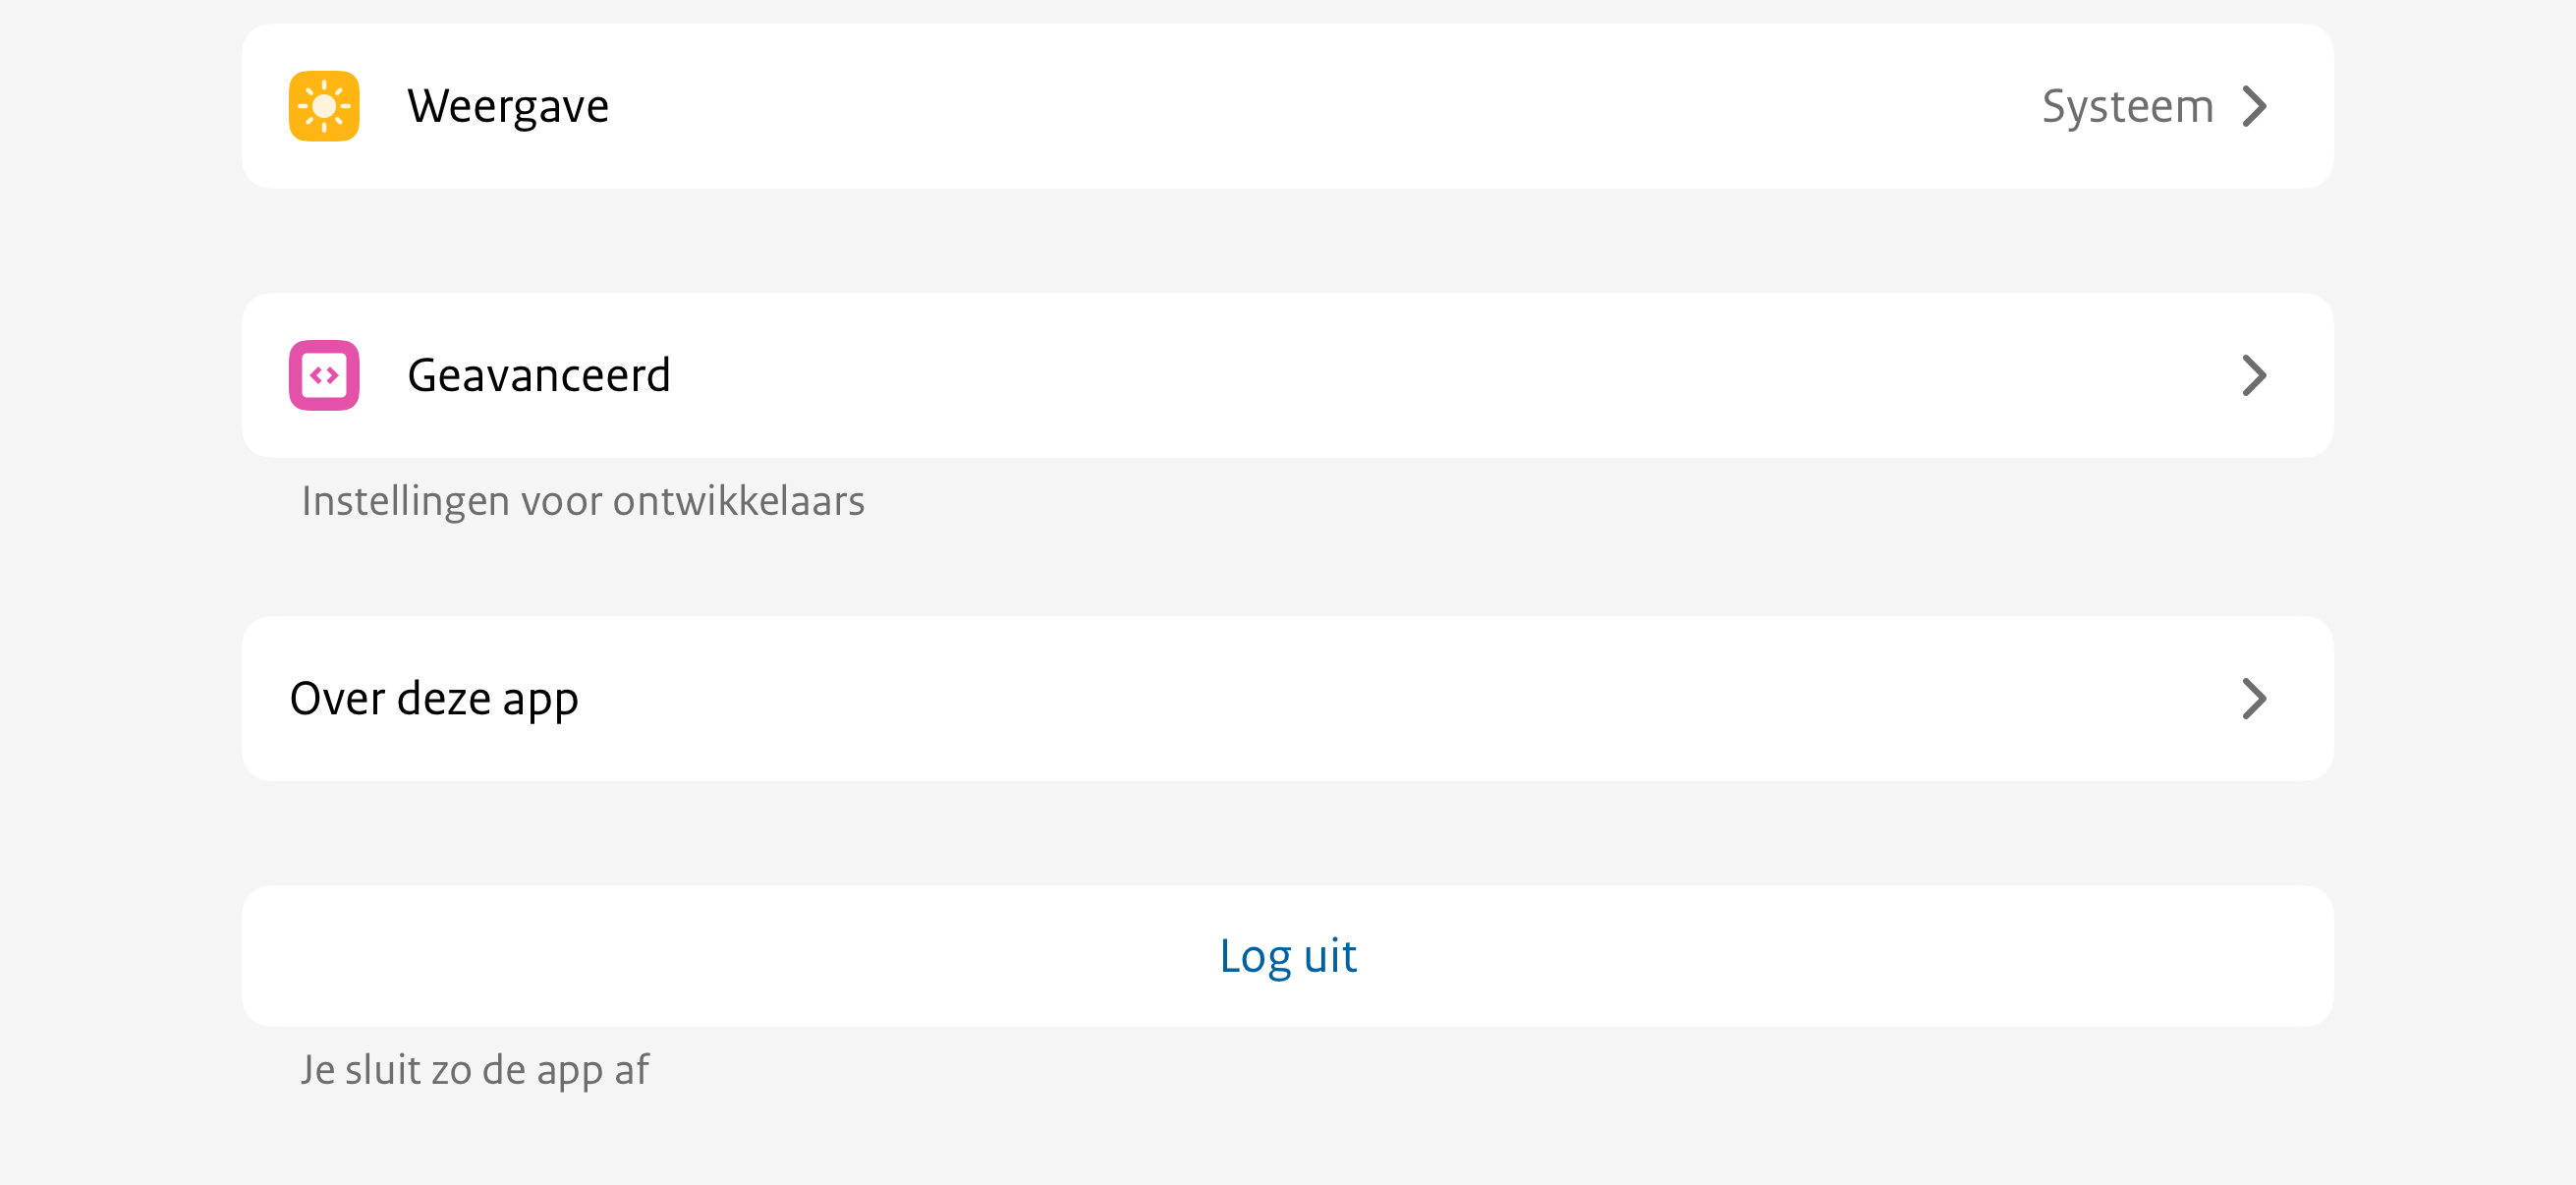 Weergave
Systeem
Geavanceerd
Instellingen voor ontwikkelaars
Over deze app
Log uit
Je sluit zo de app af